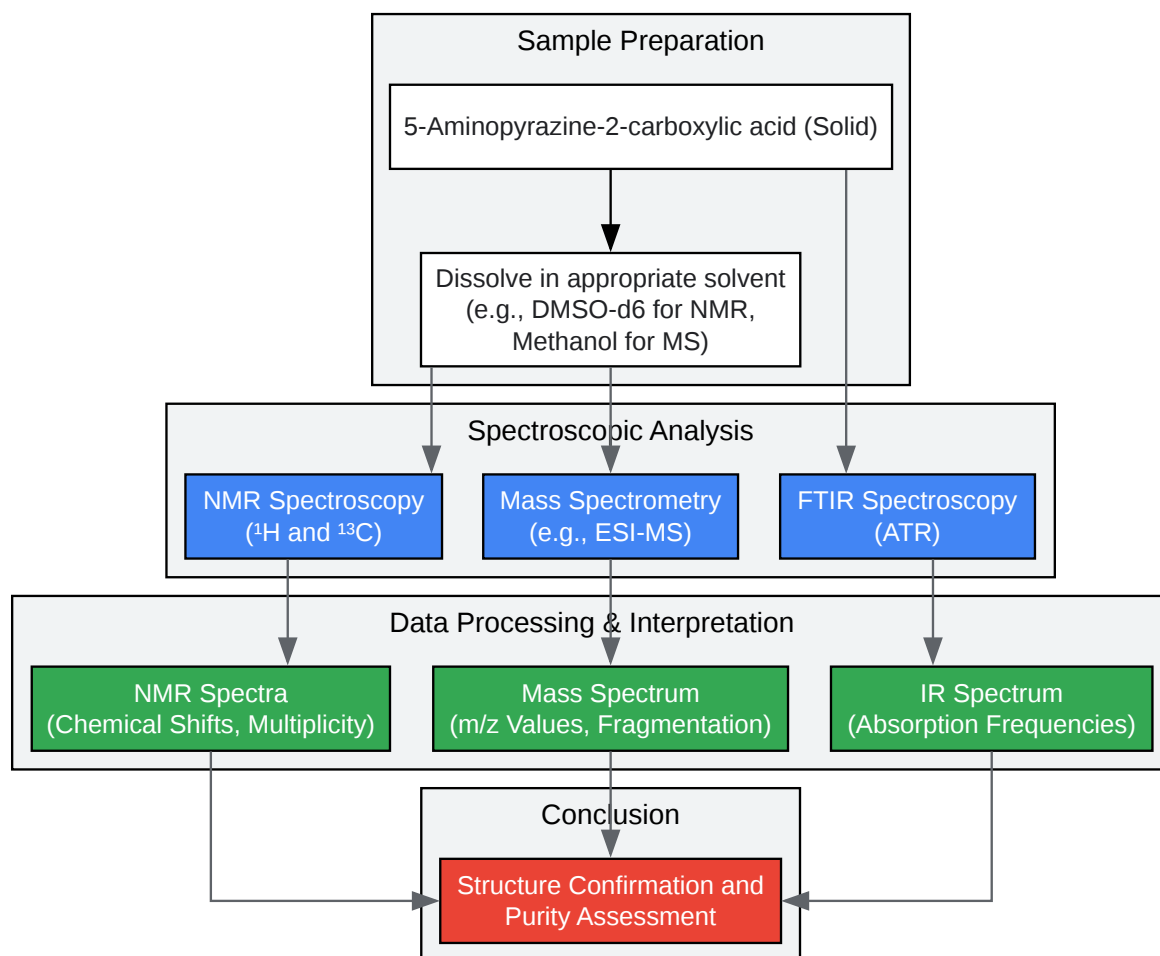 Sample Preparation
5-Aminopyrazine-2-carboxylic acid (Solid)
Dissolve in appropriate solvent
(e.g., DMSO-d6 for NMR,
Methanol for MS)
Spectroscopic Analysis
NMR Spectroscopy
(¹H and ¹³C)
Mass Spectrometry
(e.g., ESI-MS)
FTIR Spectroscopy
(ATR)
Data Processing & Interpretation
NMR Spectra
(Chemical Shifts, Multiplicity)
Mass Spectrum
(m/z Values, Fragmentation)
IR Spectrum
(Absorption Frequencies)
Conclusion
Structure Confirmation and
Purity Assessment